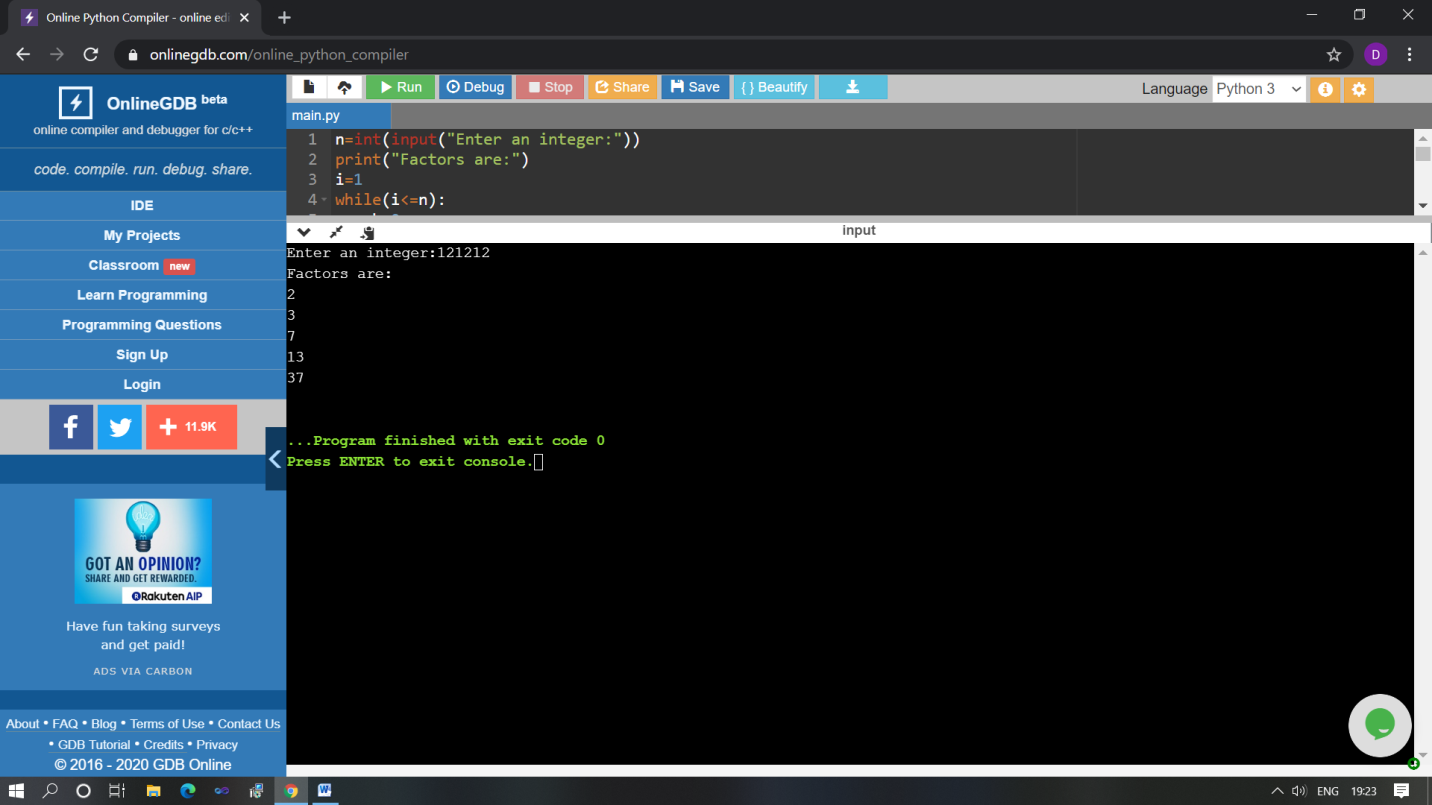 Online Python Compiler - online edi
onlinegdb.com/online_python_compiler
D
OnlineGDB beta
online compiler and debugger for c/c++
code. compile. run. debug. share.
IDE
My Projects
Classroom new
Learn Programming
Programming Questions
Sign Up
Login
f
+ 11.9K
GOT AN OPINION?
SHARE AND GET REWARDED.
Rakuten AIP
Have fun taking surveys
and get paid!
ADS VIA CARBON
About • FAQ • Blog • Terms of Use • Contact Us
• GDB Tutorial • Credits • Privacy
© 2016 - 2020 GDB Online
Run Debug Stop Share Save { } Beautify
Language Python 3
main.py
1 n=int(input("Enter an integer:"))
2 print("Factors are:")
3 i=1
4 while(i<=n):
input
Enter an integer:121212
Factors are:
2
3
7
13
37
...Program finished with exit code 0
Press ENTER to exit console.
ENG 19:23